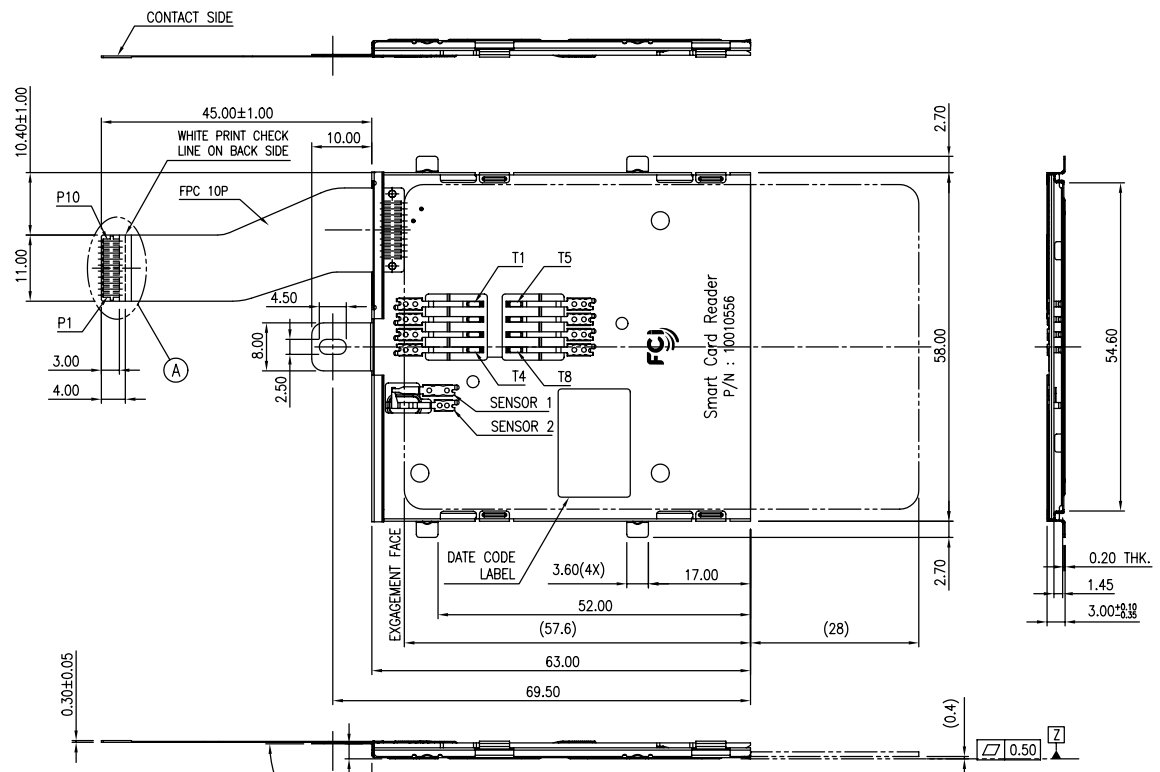 CONTACT SIDE
45.00±1.00
10.40±1.00
WHITE PRINT CHECK
LINE ON BACK SIDE
10.00
2.70
P10
FPC 10P
11.00
T1
T5
4.50
8.00
P1
3.00
A
4.00
2.50
T4
T8
SENSOR 1
SENSOR 2
FCI
Smart Card Reader
P/N : 10010556
58.00
54.60
EXGAGEMENT FACE
DATE CODE
LABEL
3.60(4X)
17.00
2.70
0.20 THK.
1.45
3.00+0.10
-0.35
52.00
(57.6)
(28)
63.00
69.50
0.30±0.05
(0.4)
0.50
Z